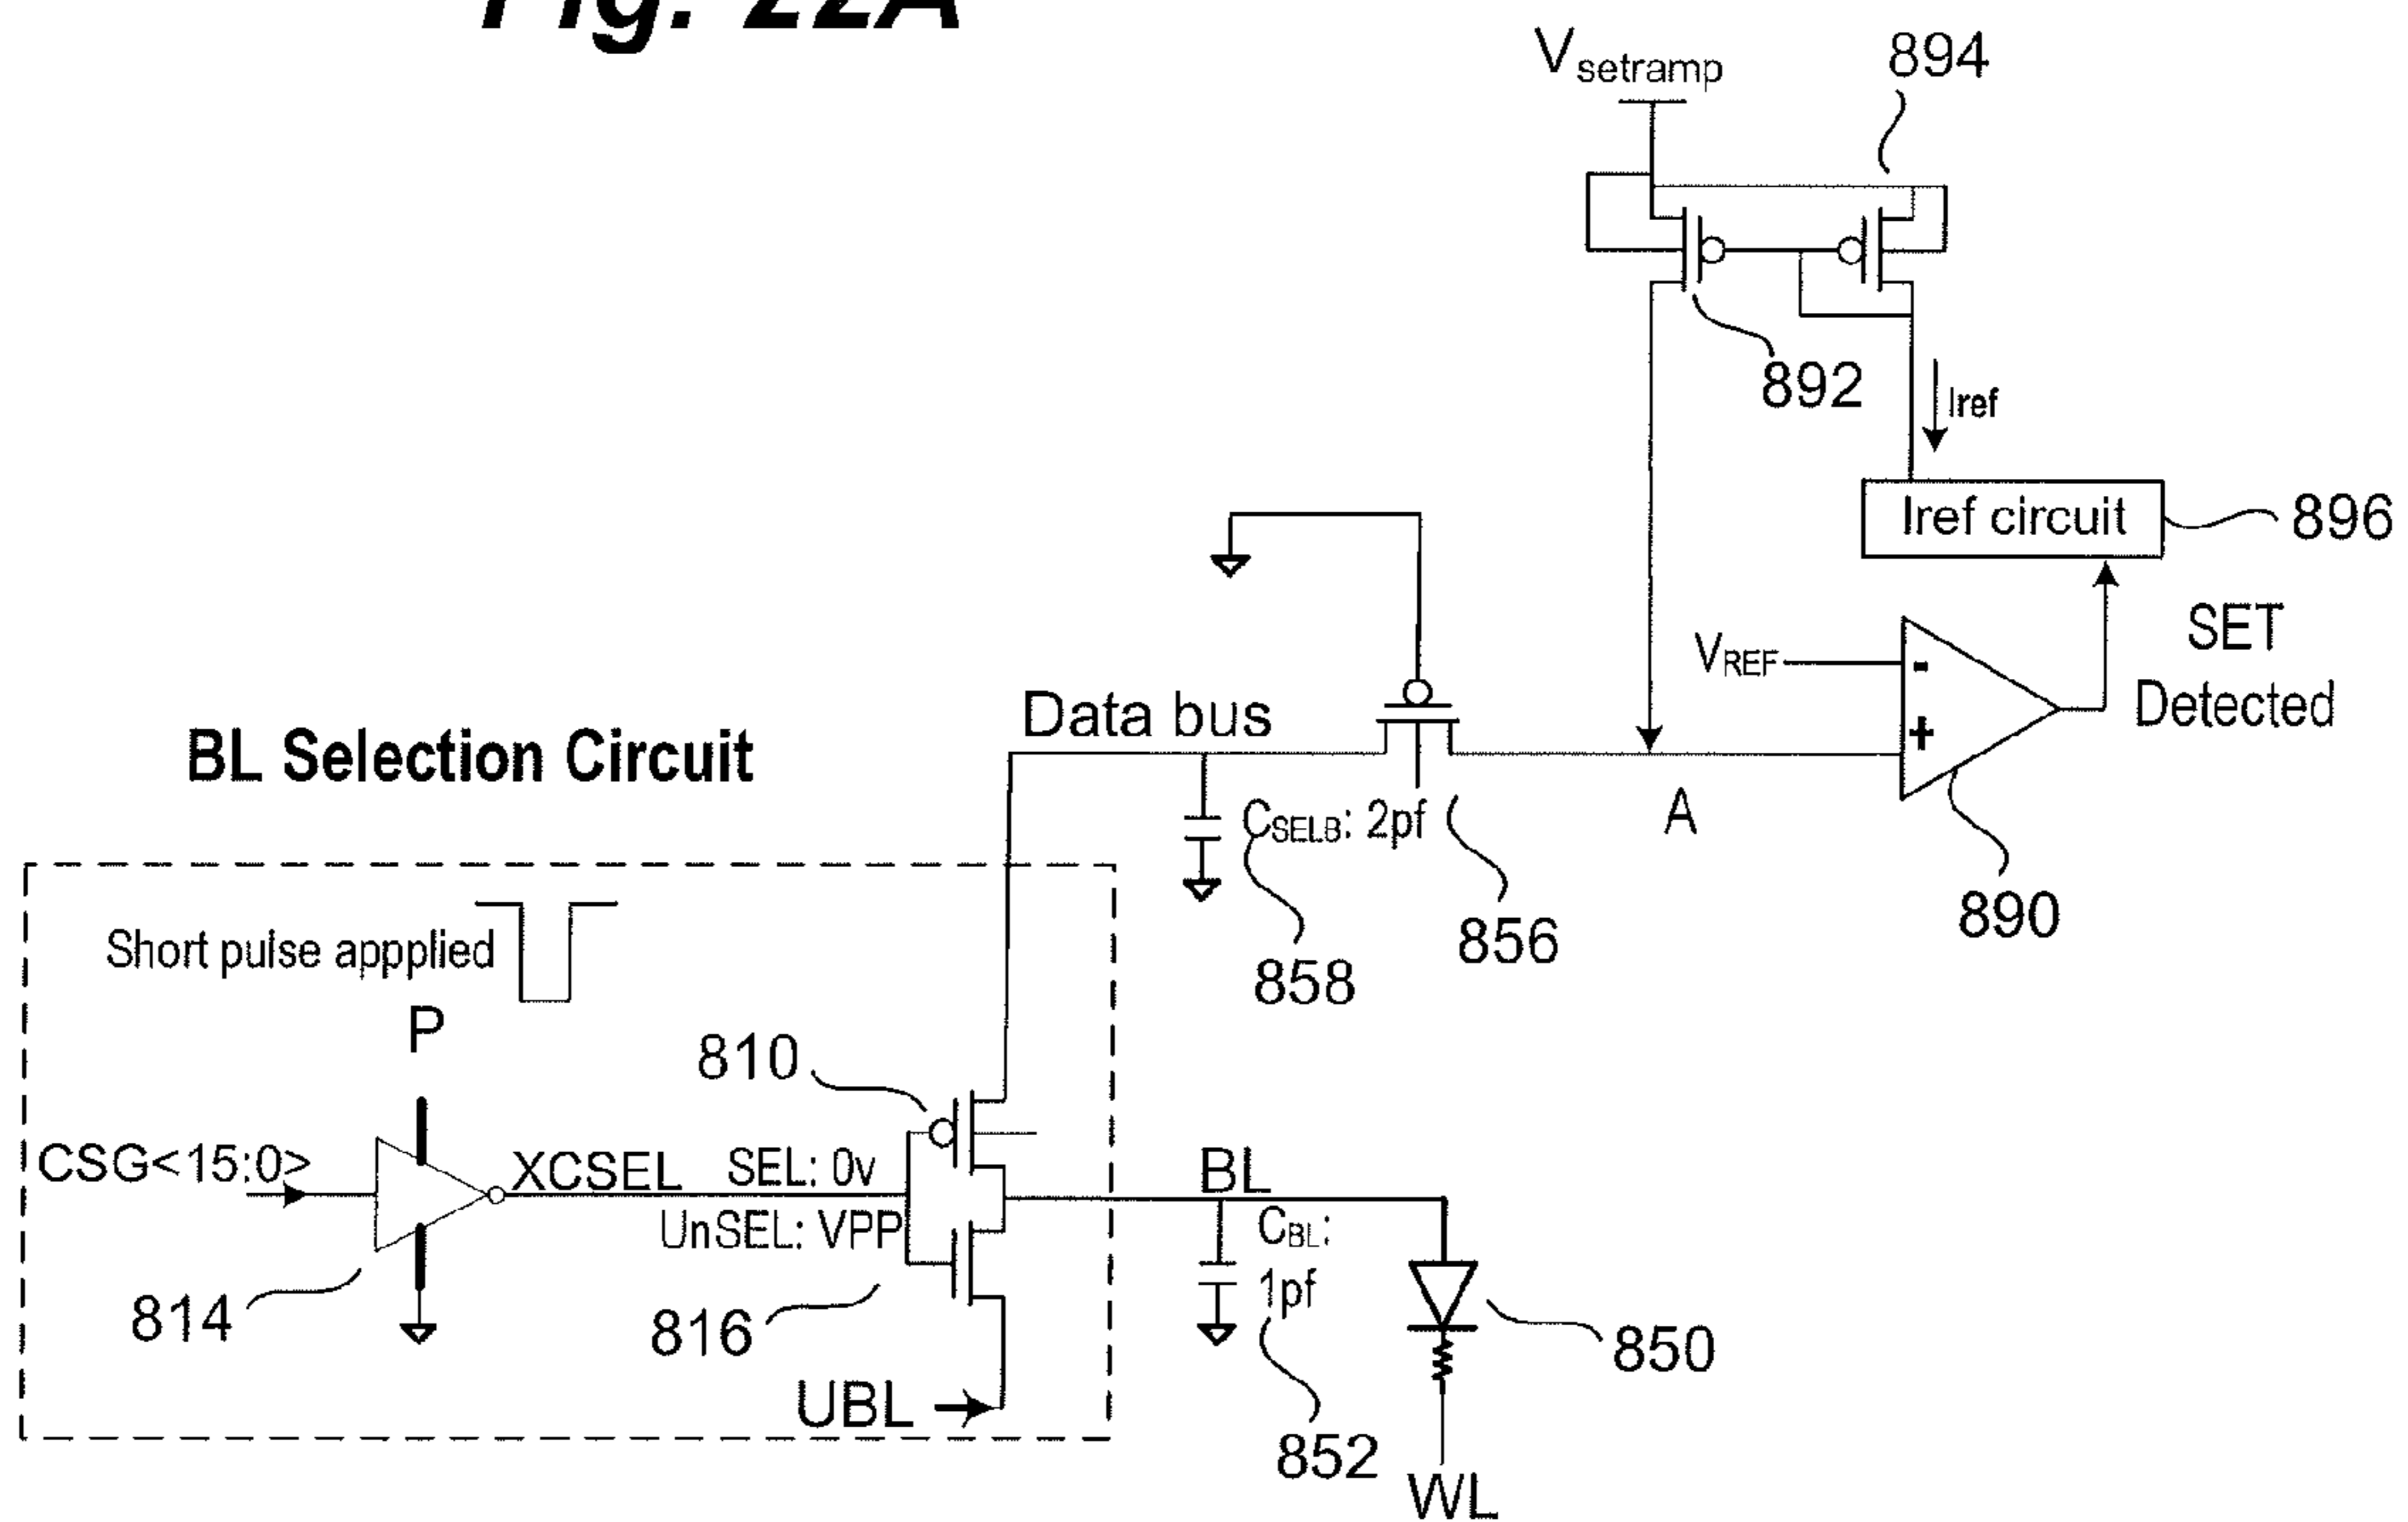 Fig. 22A
Vsetramp
894
892
Iref
Iref circuit
896
VREF
-
+
SET
Detected
Data bus
BL Selection Circuit
CSELB: 2pf
A
856
890
858
Short pulse appplied
P
810
CSG<15:0>
XCSEL
SEL: 0v
UnSEL: VPP
BL
CBL:
1pf
814
816
850
UBL
852
WL